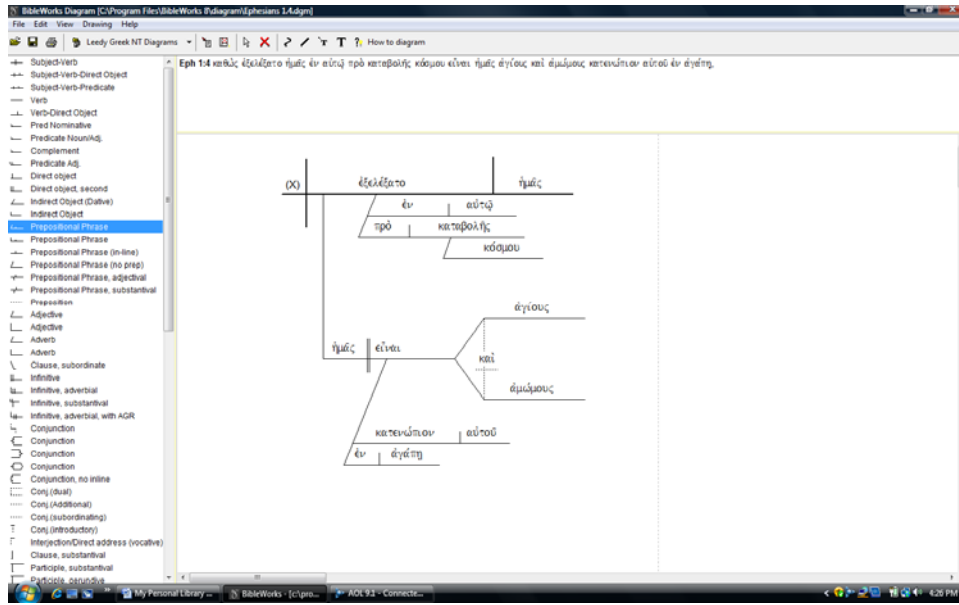 BibleWorks Diagram [C:\Program Files\BibleWorks 8\diagram\Ephesians 1.4.dgm]
File Edit View Drawing Help
Leedy Greek NT Diagrams T T How to diagram
Subject-Verb
Subject-Verb-Direct Object
Subject-Verb-Predicate
Verb
Verb-Direct Object
Pred Nominative
Predicate Noun/Adj.
Complement
Predicate Adj.
Direct object
Direct object, second
Indirect Object (Dative)
Indirect Object
Prepositional Phrase
Prepositional Phrase
Prepositional Phrase (in-line)
Prepositional Phrase (no prep)
Prepositional Phrase, adjectival
Prepositional Phrase, substantival
Preposition
Adjective
Adjective
Adverb
Adverb
Clause, subordinate
Infinitive
Infinitive, adverbial
Infinitive, substantival
Infinitive, adverbial, with AGR
Conjunction
Conjunction
Conjunction
Conjunction
Conjunction, no inline
Conj.(dual)
Conj.(Additional)
Conj.(subordinating)
Conj.(introductory)
Interjection/Direct address (vocative)
Clause, substantival
Participle, substantival
Participle, gerundive
Eph 1:4 καθὼς ἐξελέξατο ἡμᾶς ἐν αὐτῷ πρὸ καταβολῆς κόσμου εἶναι ἡμᾶς ἁγίους καὶ ἀμώμους κατενώπιον αὐτοῦ ἐν ἀγάπῃ,
(X) ἐξελέξατο ἡμᾶς
ἐν αὐτῷ
πρὸ καταβολῆς
κόσμου
ἁγίους
ἡμᾶς εἶναι
καὶ
ἀμώμους
κατενώπιον αὐτοῦ
ἐν ἀγάπῃ
My Personal Library ... BibleWorks - [c:\pro... AOL 9.1 - Connecte... 4:26 PM